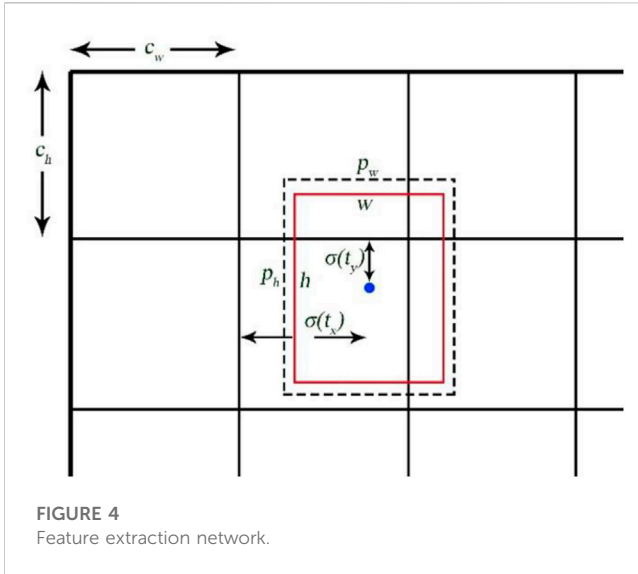 c_w
c_h
p_w
w
σ(t_y)
p_h h
σ(t_x)
FIGURE 4
Feature extraction network.